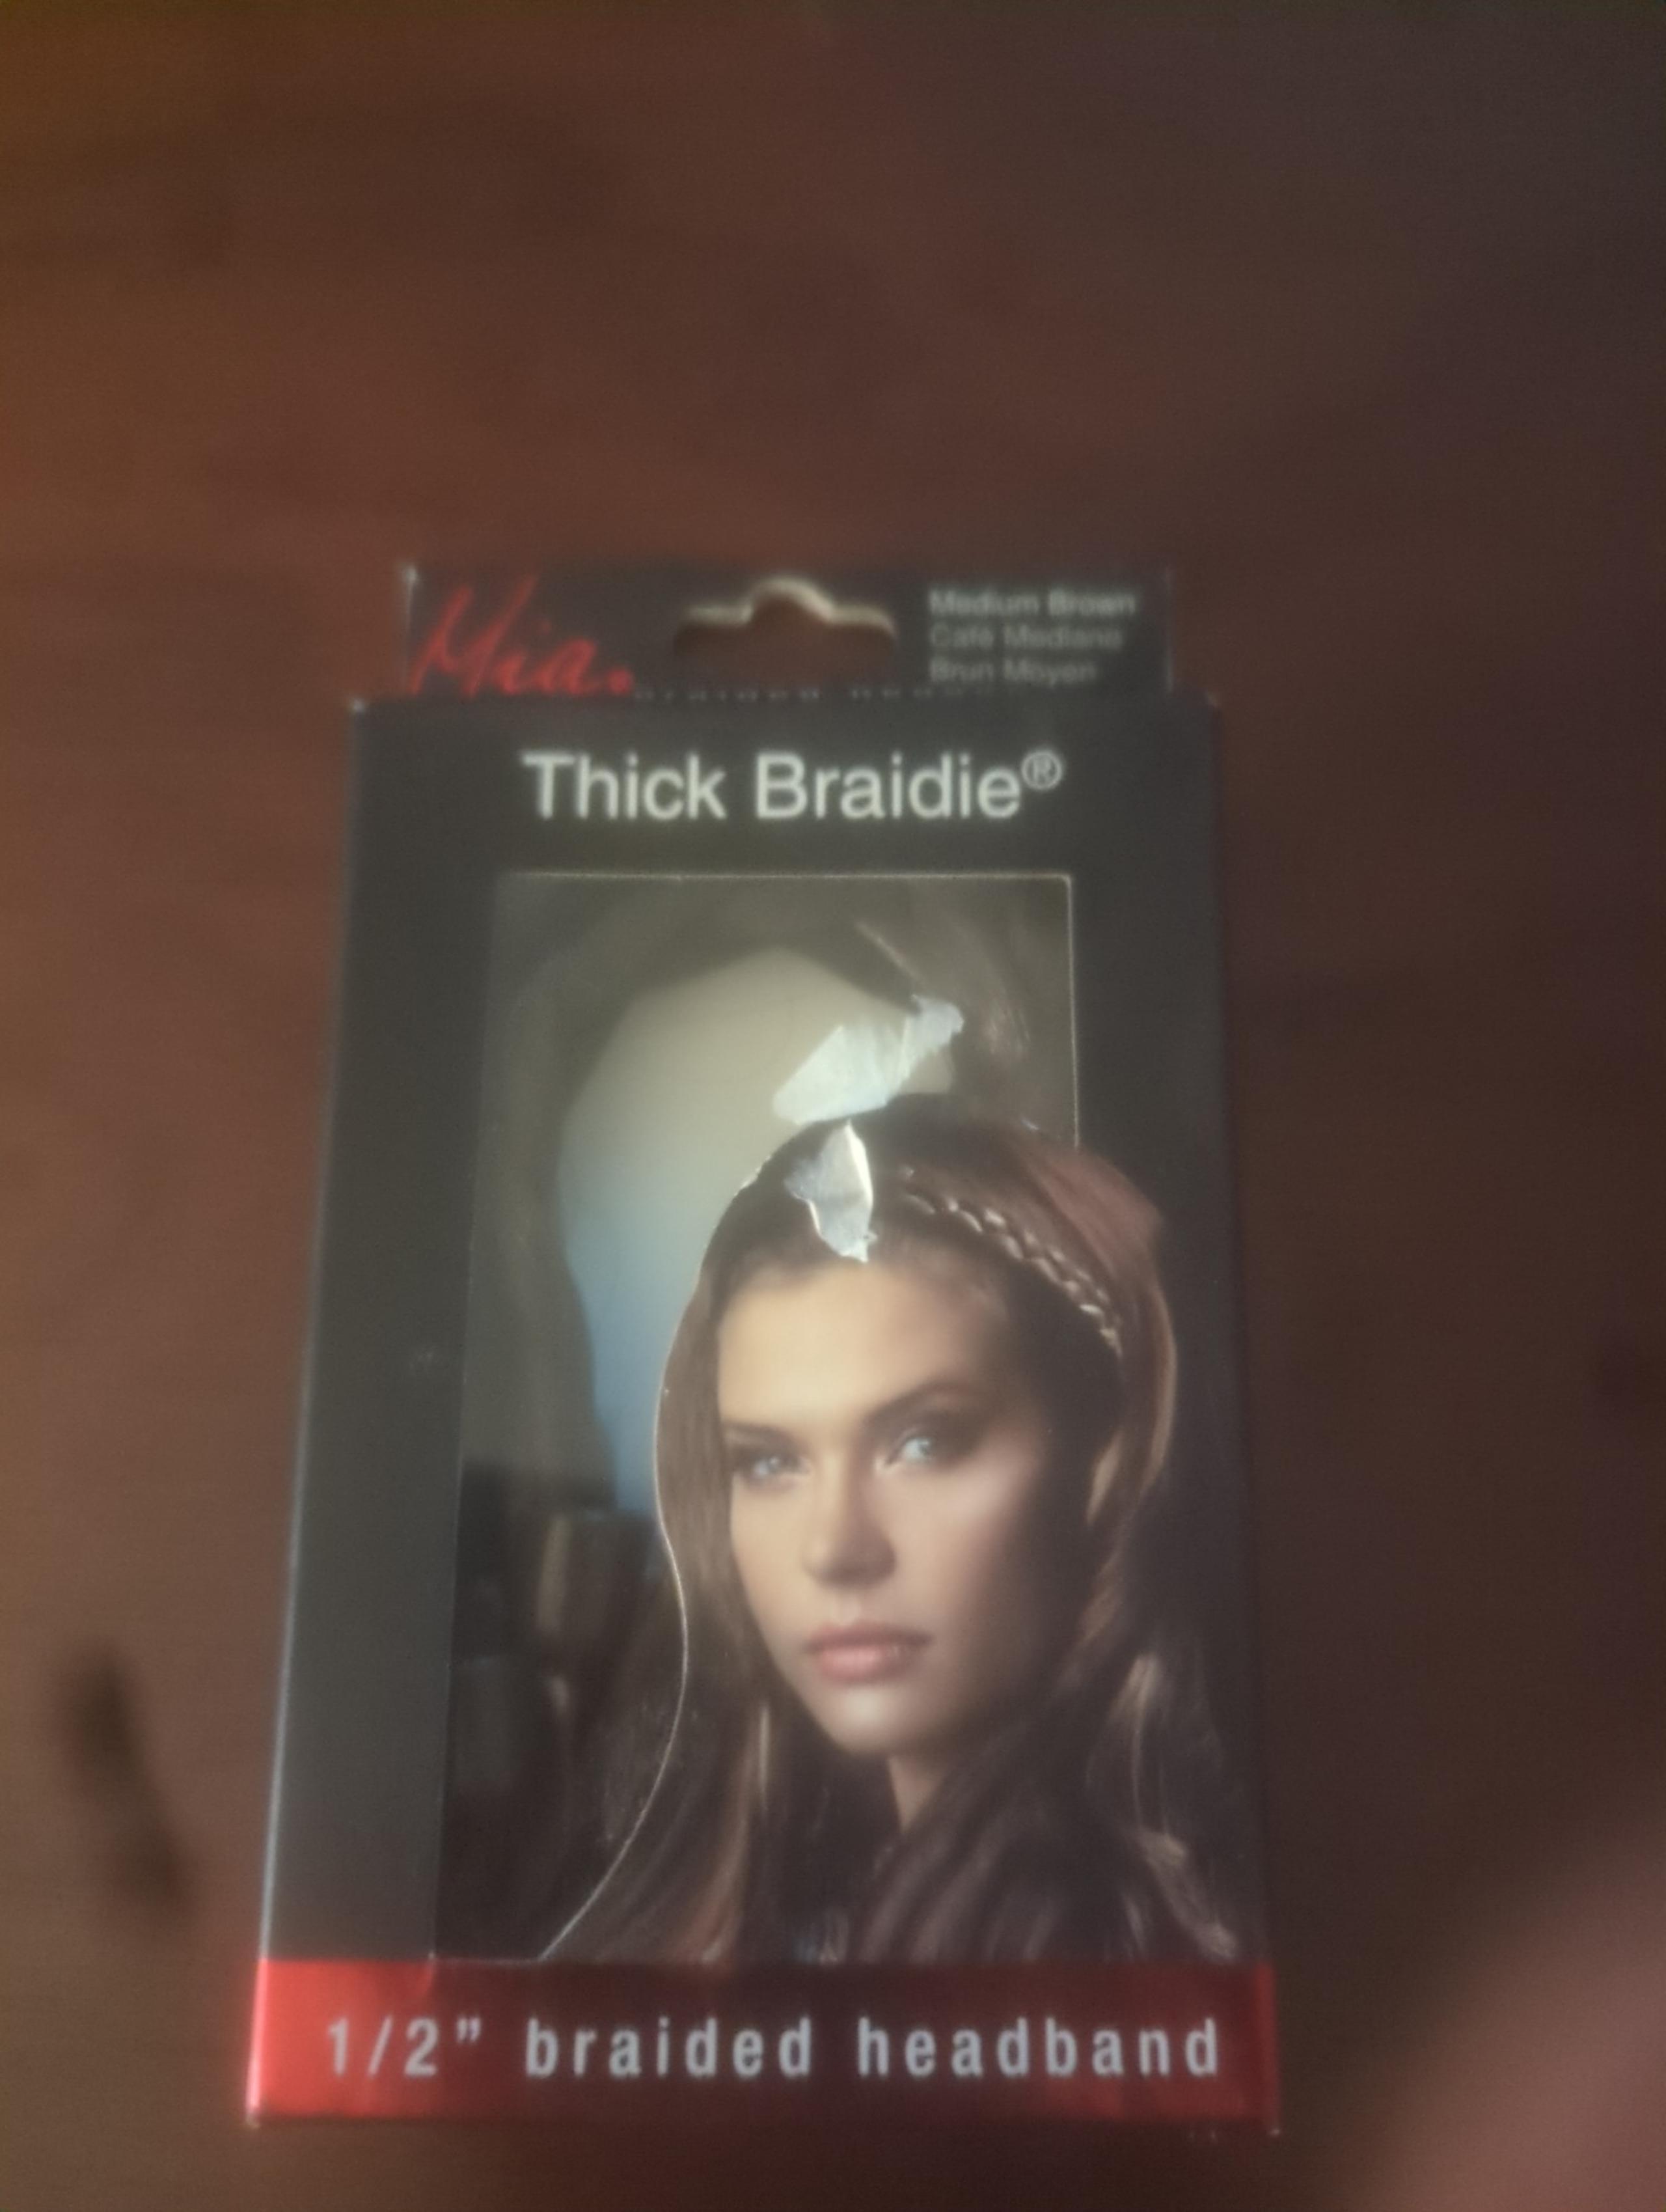 Mia.
Medium Brown
Café Mediano
Brun Moyen
Thick Braidie®
1/2” braided headband